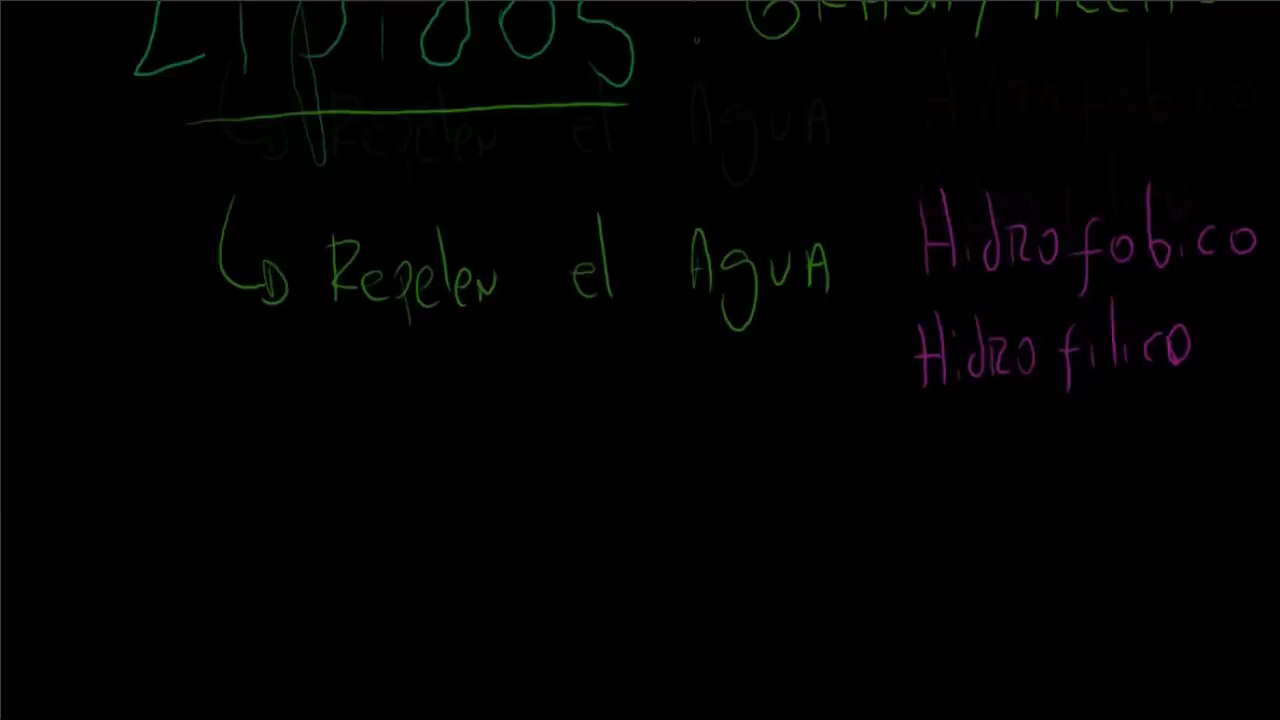 Lipidos :
↳ Repelen el AguA
Hidrofobico
Hidrofilico